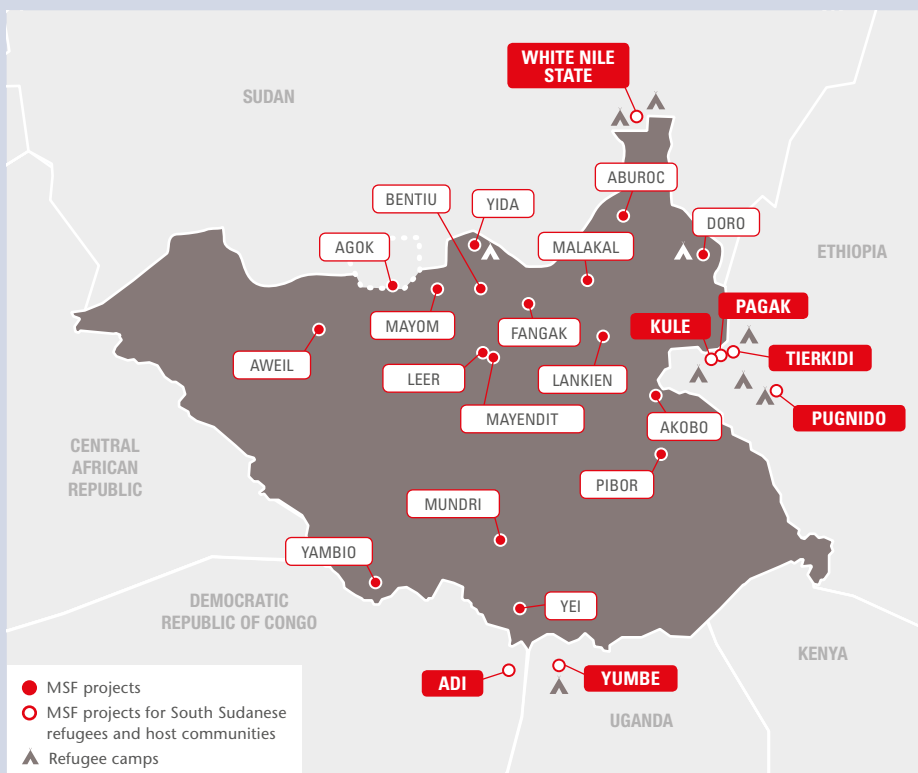 WHITE NILE
STATE
SUDAN
ABUROC
BENTIU
YIDA
DORO
AGOK
MALAKAL
ETHIOPIA
PAGAK
KULE
MAYOM
FANGAK
TIERKIDI
AWEIL
LEER
LANKIEN
MAYENDIT
PUGNIDO
AKOBO
CENTRAL
AFRICAN
REPUBLIC
PIBOR
MUNDRI
YAMBIO
DEMOCRATIC
REPUBLIC OF CONGO
YEI
KENYA
ADI
YUMBE
UGANDA
MSF projects
MSF projects for South Sudanese
refugees and host communities
Refugee camps